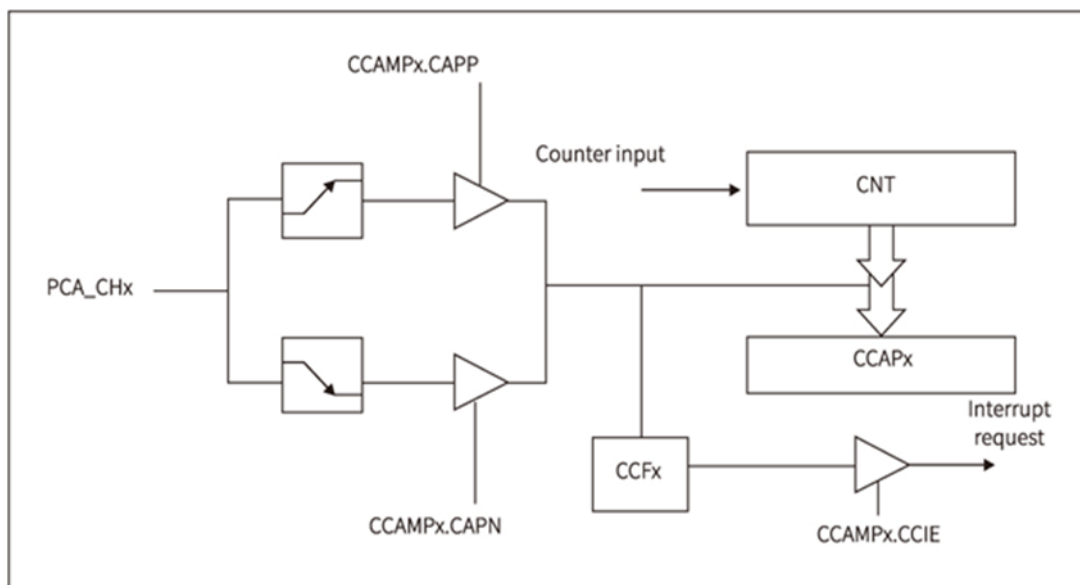 CCAMPx.CAPP
Counter input
CNT
PCA_CHx
CCAPx
Interrupt
request
CCFx
CCAMPx.CAPN
CCAMPx.CCIE